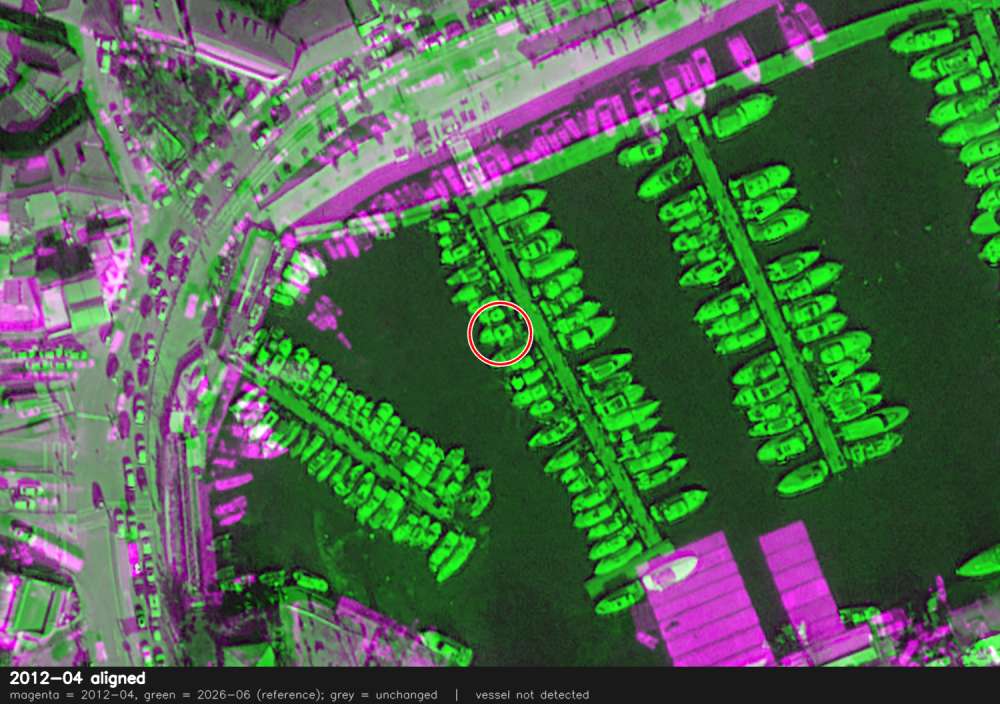 2012-04 aligned
magenta = 2012-04, green = 2026-06 (reference); grey = unchanged | vessel not detected